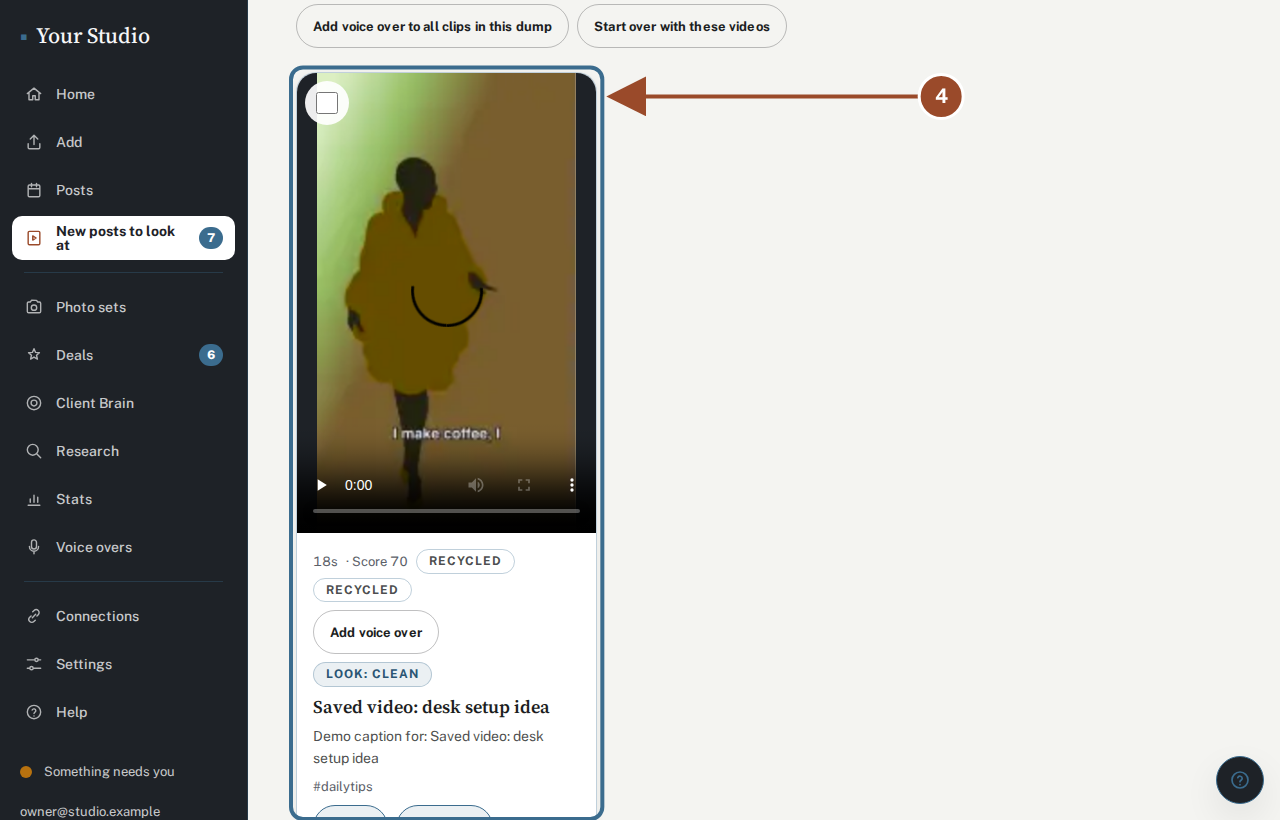 Your Studio
Home
Add
Posts
New posts to look
at
7
Photo sets
Deals
6
Client Brain
Research
Stats
Voice overs
Connections
Settings
Help
Something needs you
owner@studio.example
Add voice over to all clips in this dump
Start over with these videos
4
I make coffee, I
0:00
18s · Score 70 RECYCLED
RECYCLED
Add voice over
LOOK: CLEAN
Saved video: desk setup idea
Demo caption for: Saved video: desk
setup idea
#dailytips